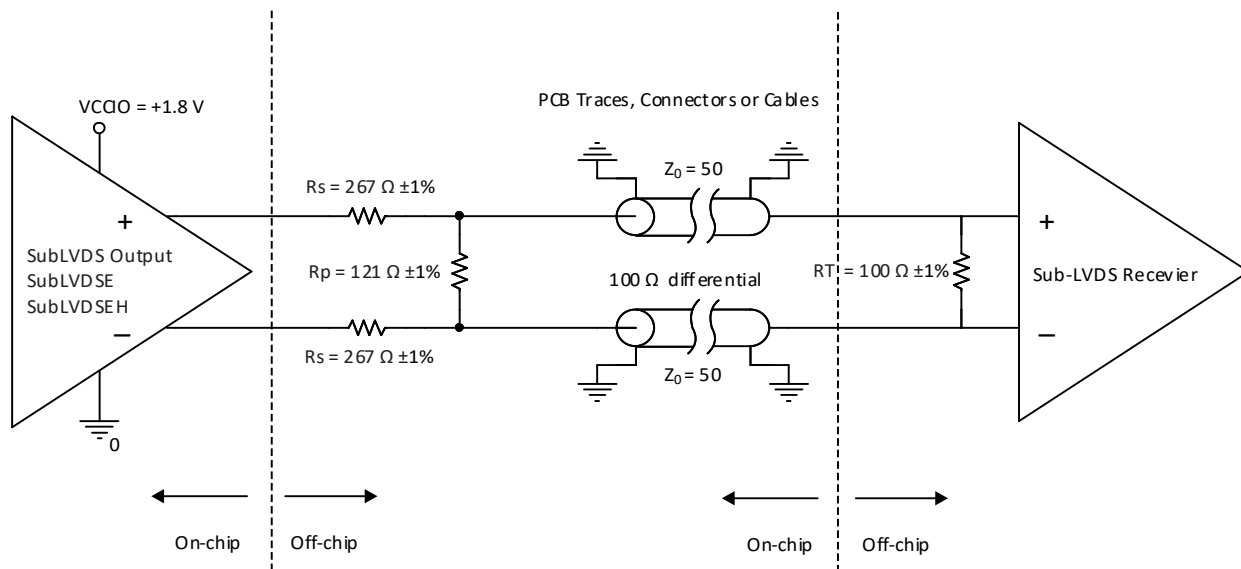 VCCIO = +1.8 V
PCB Traces, Connectors or Cables
Z0 = 50
Rs = 267 Ω ±1%
+
+
SubLVDS Output
SubLVDSE
SubLVDSEH
Rp = 121 Ω ±1%
100 Ω differential
RT = 100 Ω ±1%
Sub-LVDS Recevier
−
−
Rs = 267 Ω ±1%
Z0 = 50
0
On-chip
Off-chip
On-chip
Off-chip